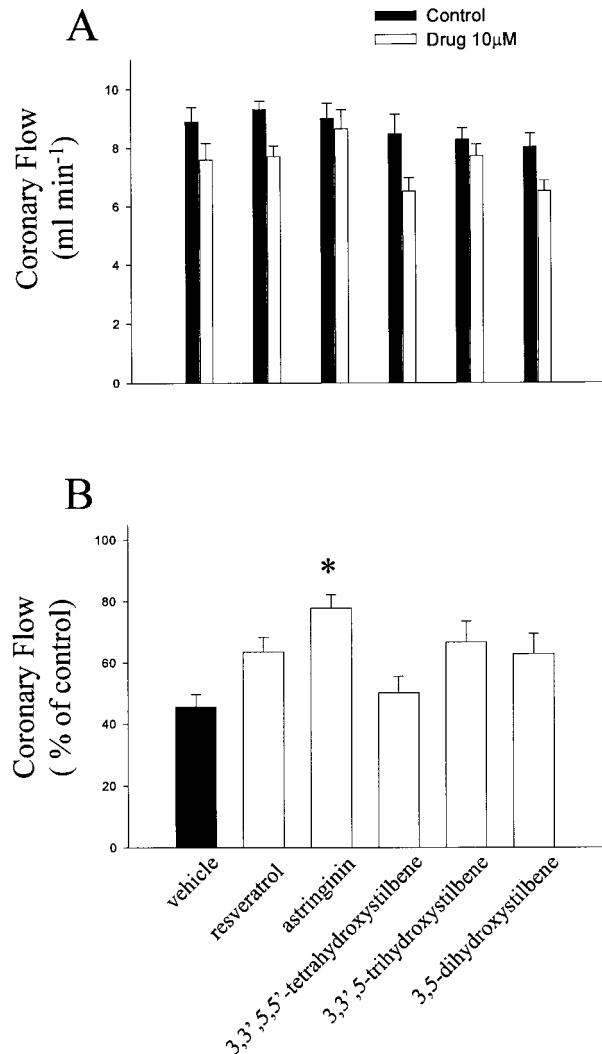 A
Control
Drug 10μM
Coronary Flow
(ml min⁻¹)
10
8
6
4
2
0
B
Coronary Flow
( % of control)
100
80
60
40
20
0
*
vehicle
resveratrol
astringinin
3,3',5,5'-tetrahydroxystilbene
3,3',5-trihydroxystilbene
3,5-dihydroxystilbene